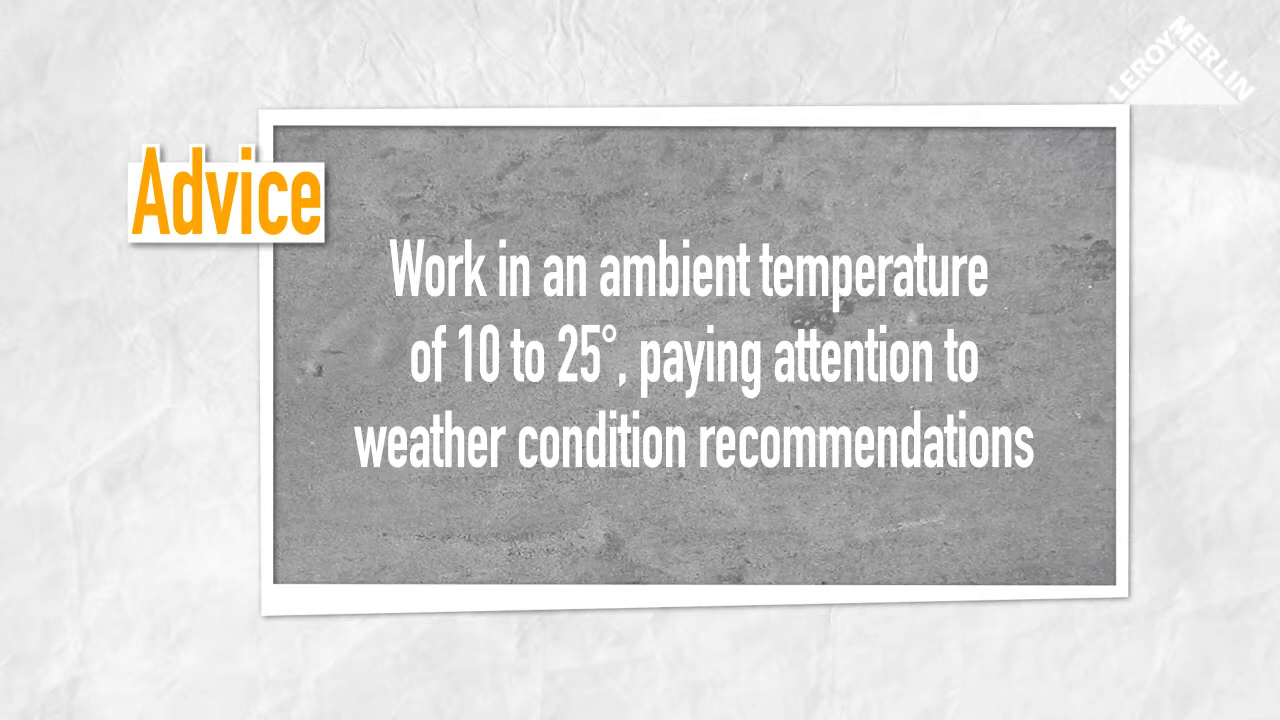 LEROY MERLIN
Advice
Work in an ambient temperature
of 10 to 25°, paying attention to
weather condition recommendations